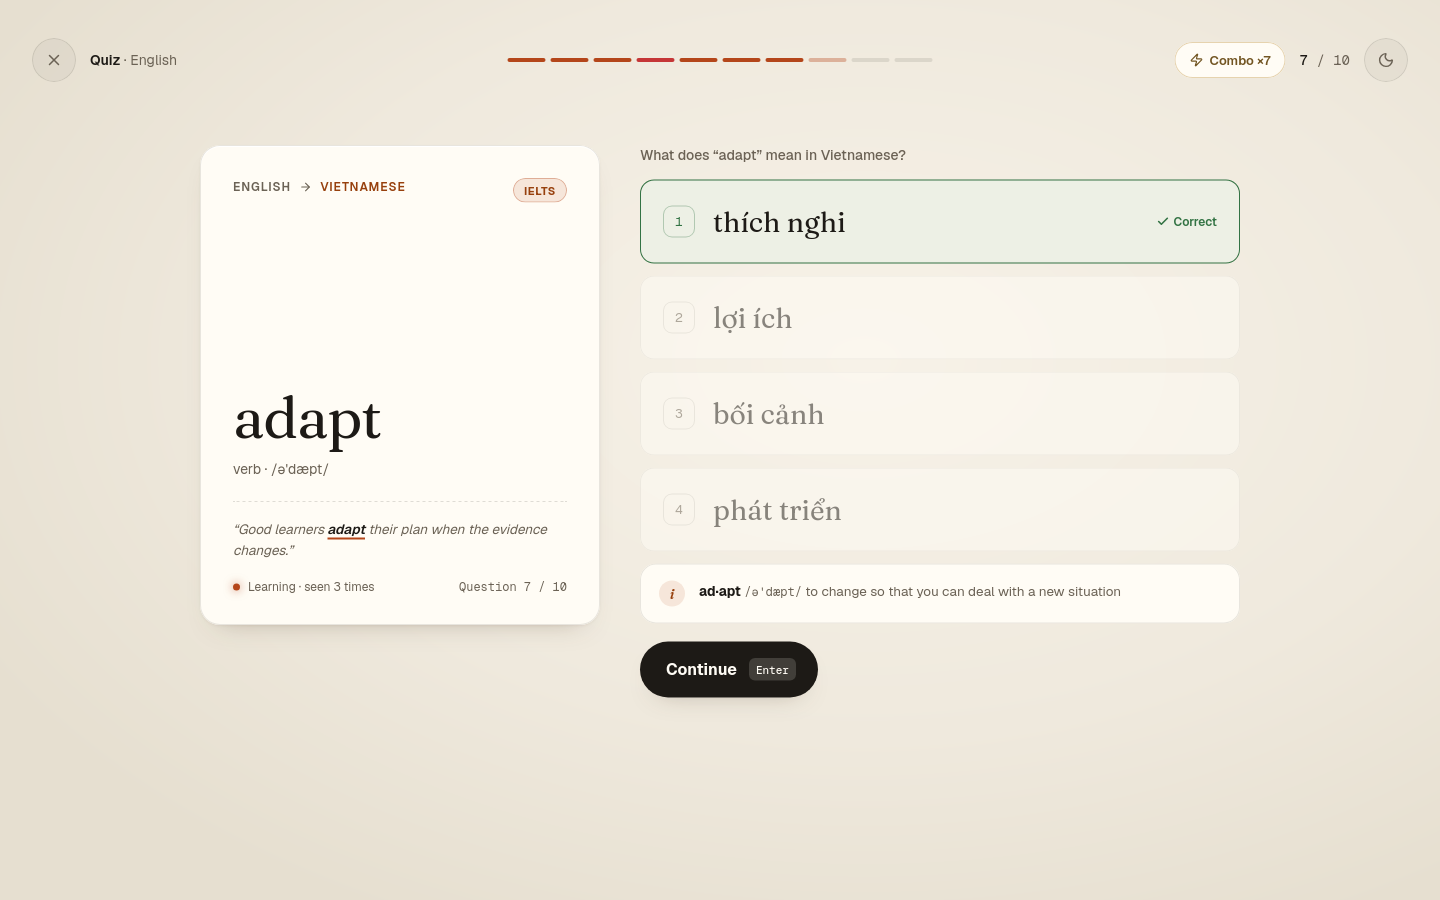 Quiz · English
Combo ×7
7 / 10
ENGLISH → VIETNAMESE
IELTS
adapt
verb · /ə'dæpt/
“Good learners adapt their plan when the evidence
changes.”
Learning · seen 3 times
Question 7 / 10
What does “adapt” mean in Vietnamese?
1 thích nghi ✓ Correct
2 lợi ích
3 bối cảnh
4 phát triển
i ad·apt /əˈdæpt/ to change so that you can deal with a new situation
Continue Enter